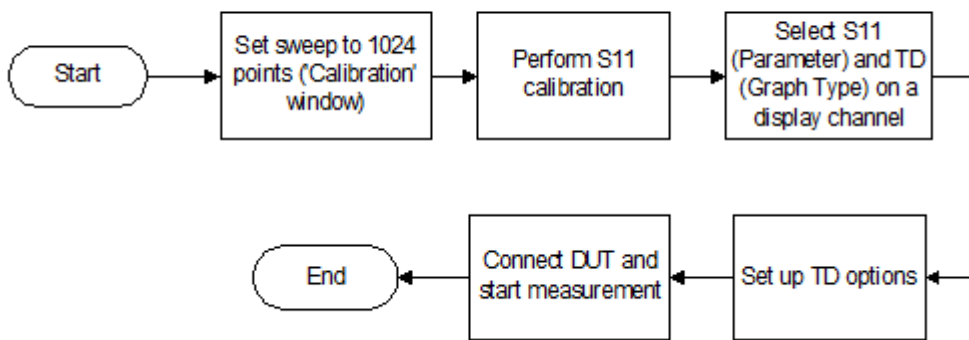 Start
Set sweep to 1024
points ('Calibration'
window)
Perform S11
calibration
Select S11
(Parameter) and TD
(Graph Type) on a
display channel
End
Connect DUT and
start measurement
Set up TD options